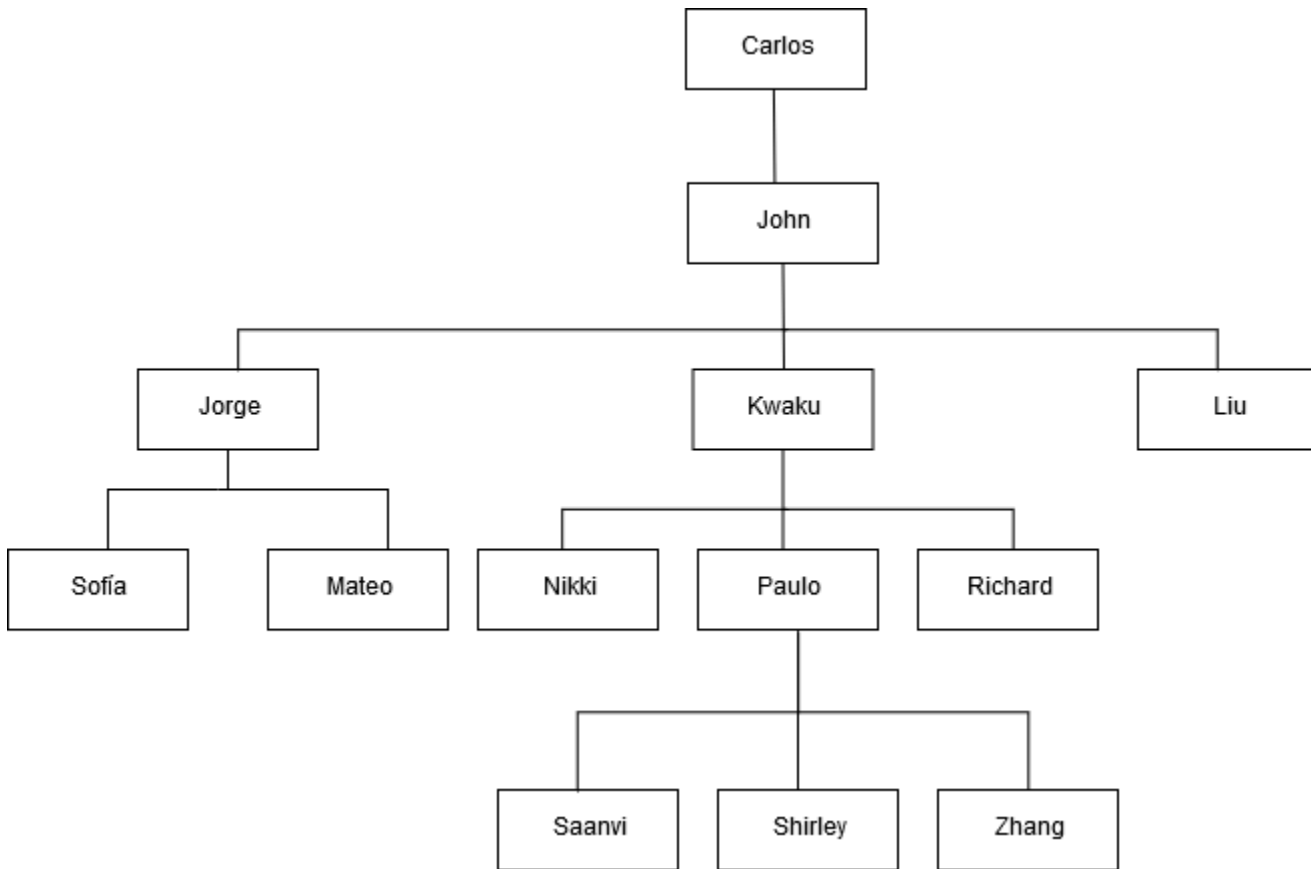 Carlos
John
Jorge
Kwaku
Liu
Sofía
Mateo
Nikki
Paulo
Richard
Saanvi
Shirley
Zhang